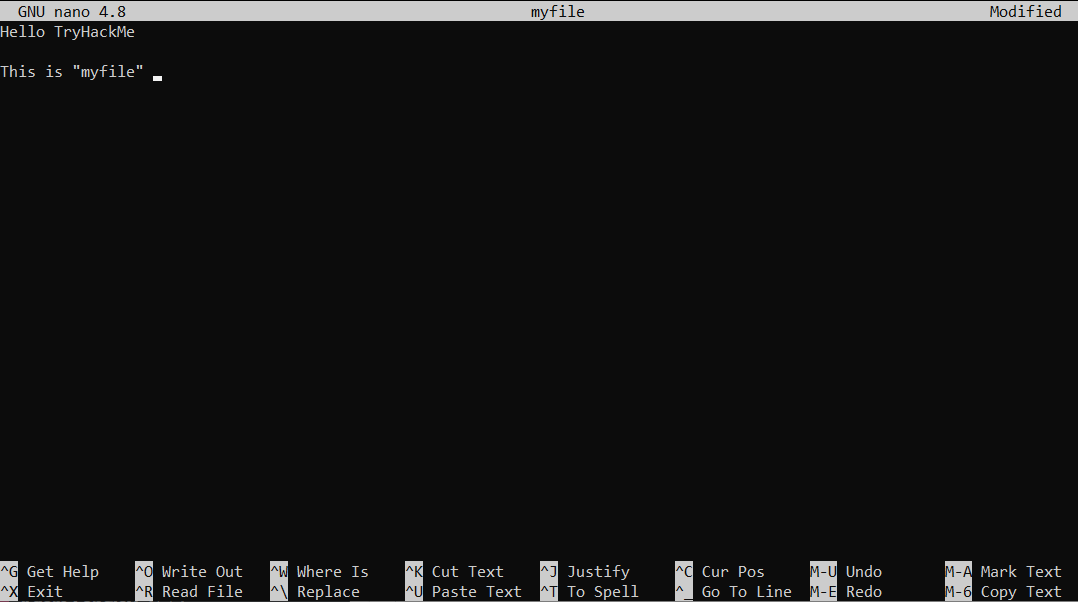 GNU nano 4.8 myfile Modified
Hello TryHackMe
This is "myfile"
^G Get Help ^O Write Out ^W Where Is ^K Cut Text ^J Justify ^C Cur Pos M-U Undo M-A Mark Text
^X Exit ^R Read File ^\ Replace ^U Paste Text ^T To Spell ^_ Go To Line M-E Redo M-6 Copy Text